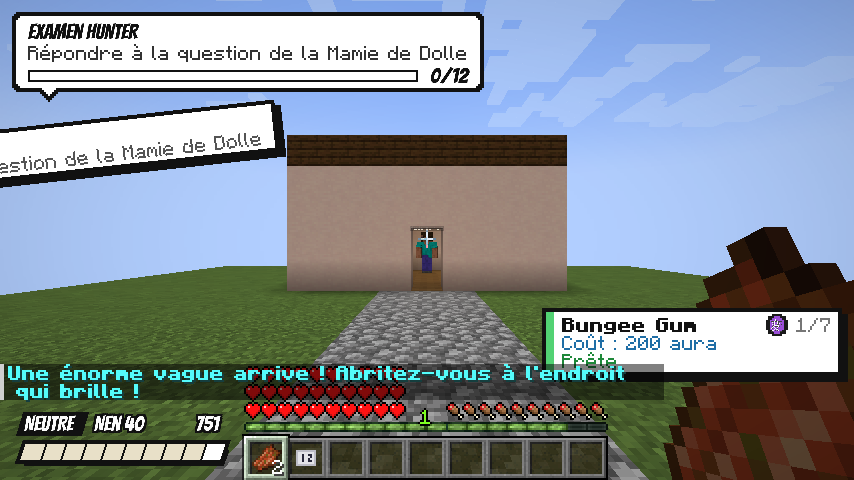 EXAMEN HUNTER
Répondre à la question de la Mamie de Dolle
0/12
estion de la Mamie de Dolle
Bungee Gum
1/7
Coût : 200 aura
Prête
Une énorme vague arrive ! Abritez-vous à l'endroit
qui brille !
NEUTRE NEN 40 751
1
2
12